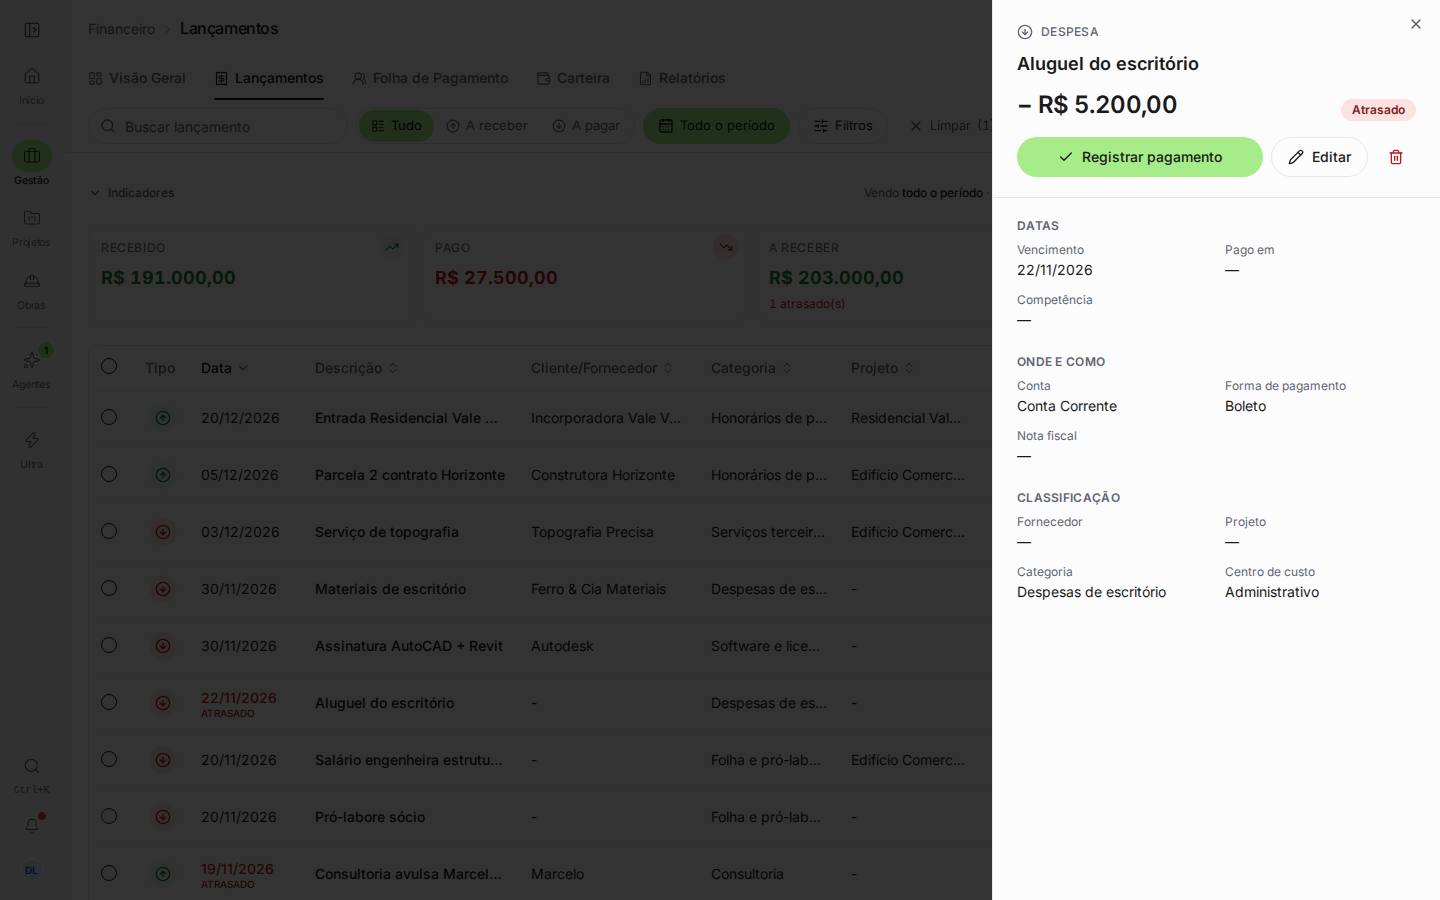 Financeiro > Lançamentos
Visão Geral Lançamentos Folha de Pagamento Carteira Relatórios
Buscar lançamento Tudo A receber A pagar Todo o período Filtros Limpar (1)
Indicadores Vendo todo o período ·
RECEBIDO PAGO A RECEBER
R$ 191.000,00 R$ 27.500,00 R$ 203.000,00
1 atrasado(s)
Tipo Data Descrição Cliente/Fornecedor Categoria Projeto
20/12/2026 Entrada Residencial Vale ... Incorporadora Vale V... Honorários de p... Residencial Val...
05/12/2026 Parcela 2 contrato Horizonte Construtora Horizonte Honorários de p... Edifício Comerc...
03/12/2026 Serviço de topografia Topografia Precisa Serviços terceir... Edifício Comerc...
30/11/2026 Materiais de escritório Ferro & Cia Materiais Despesas de es... -
30/11/2026 Assinatura AutoCAD + Revit Autodesk Software e lice... -
22/11/2026 Aluguel do escritório - Despesas de es... -
ATRASADO
20/11/2026 Salário engenheira estrutu... - Folha e pró-lab... Edifício Comerc...
20/11/2026 Pró-labore sócio - Folha e pró-lab... -
19/11/2026 Consultoria avulsa Marcel... Marcelo Consultoria -
ATRASADO
Início
Gestão
Projetos
Obras
1
Agentes
Ultra
Ctrl+K
DL
DESPESA
Aluguel do escritório
– R$ 5.200,00 Atrasado
Registrar pagamento Editar
DATAS
Vencimento Pago em
22/11/2026 —
Competência
—
ONDE E COMO
Conta Forma de pagamento
Conta Corrente Boleto
Nota fiscal
—
CLASSIFICAÇÃO
Fornecedor Projeto
— —
Categoria Centro de custo
Despesas de escritório Administrativo